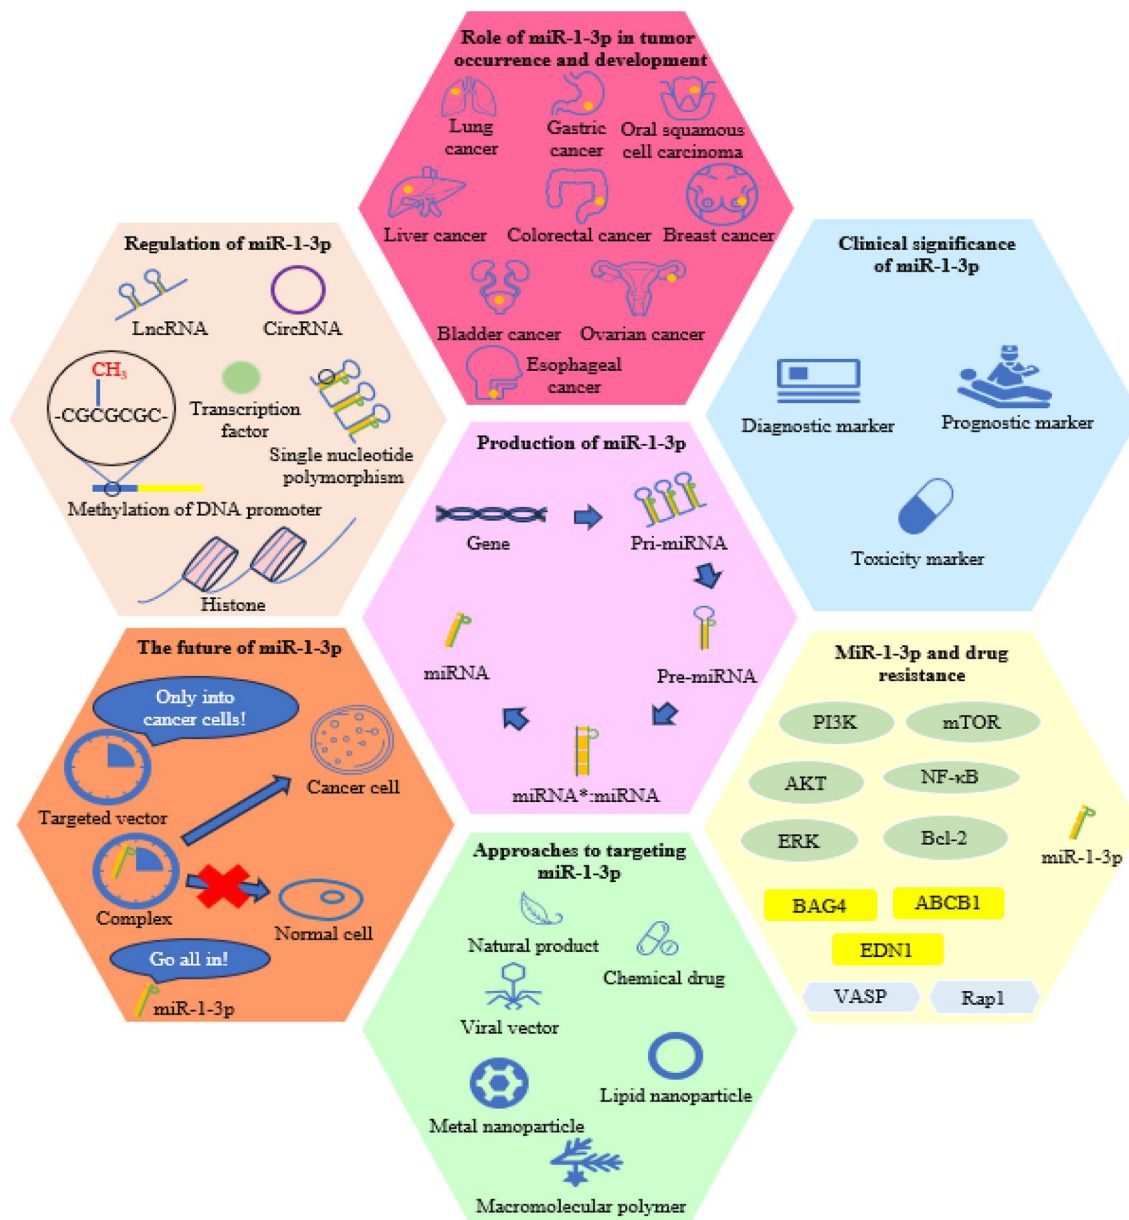 Role of miR-1-3p in tumor
occurrence and development
Lung
cancer
Gastric
cancer
Oral squamous
cell carcinoma
Liver cancer
Colorectal cancer
Breast cancer
Bladder cancer
Ovarian cancer
Esophageal
cancer
Regulation of miR-1-3p
LncRNA
CircRNA
CH3
-CGCGCGC-
Transcription
factor
Single nucleotide
polymorphism
Methylation of DNA promoter
Histone
Clinical significance
of miR-1-3p
Diagnostic marker
Prognostic marker
Toxicity marker
Production of miR-1-3p
Gene
Pri-miRNA
Pre-miRNA
miRNA*:miRNA
miRNA
The future of miR-1-3p
Only into
cancer cells!
Targeted vector
Cancer cell
Complex
Normal cell
Go all in!
miR-1-3p
MiR-1-3p and drug
resistance
PI3K
mTOR
AKT
NF-κB
ERK
Bcl-2
miR-1-3p
BAG4
ABCB1
EDN1
VASP
Rap1
Approaches to targeting
miR-1-3p
Natural product
Chemical drug
Viral vector
Lipid nanoparticle
Metal nanoparticle
Macromolecular polymer